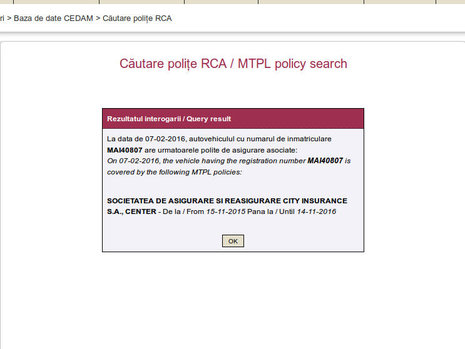 ri > Baza de date CEDAM > Căutare polițe RCA
Căutare polițe RCA / MTPL policy search
Rezultatul interogarii / Query result
La data de 07-02-2016, autovehiculul cu numarul de inmatriculare
MAI40807 are urmatoarele polite de asigurare asociate:
On 07-02-2016, the vehicle having the registration number MAI40807 is
covered by the following MTPL policies:
SOCIETATEA DE ASIGURARE SI REASIGURARE CITY INSURANCE
S.A., CENTER - De la / From 15-11-2015 Pana la / Until 14-11-2016
OK